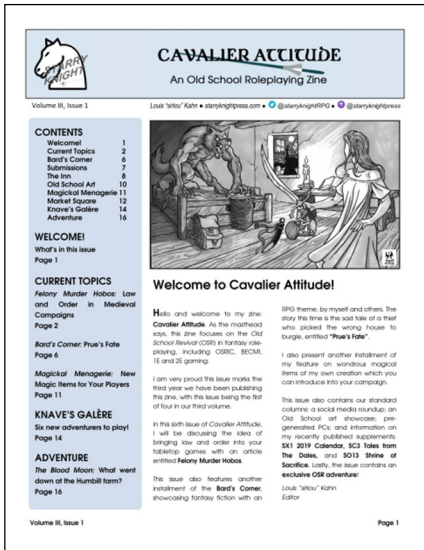 STARRY
KNIGHT
CAVALIER ATTITUDE
An Old School Roleplaying Zine
Volume III, Issue 1
Louis "sirlou" Kahn ● starryknightpress.com ● @starryknightRPG ● @starryknightpress
CONTENTS
Welcome! 1
Current Topics 2
Bard's Corner 6
Submissions 7
The Inn 8
Old School Art 10
Magickal Menagerie 11
Market Square 12
Knave's Galère 14
Adventure 16
WELCOME!
What's in this issue
Page 1
CURRENT TOPICS
Felony Murder Hobos: Law
and Order in Medieval
Campaigns
Page 2
Bard's Corner: Prue's Fate
Page 6
Magickal Menagerie: New
Magic Items for Your Players
Page 11
KNAVE'S GALÈRE
Six new adventurers to play!
Page 14
ADVENTURE
The Blood Moon: What went
down at the Humbill farm?
Page 16
Welcome to Cavalier Attitude!
Hello and welcome to my zine:
Cavalier Attitude. As the masthead
says, this zine focuses on the Old
School Revival (OSR) in fantasy role-
playing, including OSRIC, BECMI,
1E and 2E gaming.
I am very proud this issue marks the
third year we have been publishing
this zine, with this issue being the first
of four in our third volume.
In this sixth issue of Cavalier Attitude,
I will be discussing the idea of
bringing law and order into your
tabletop games with an article
entitled Felony Murder Hobos.
This issue also features another
installment of the Bard's Corner,
showcasing fantasy fiction with an
RPG theme, by myself and others. The
story this time is the sad tale of a thief
who picked the wrong house to
burgle, entitled "Prue's Fate".
I also present another installment of
my feature on wondrous magical
items of my own creation which you
can introduce into your campaign.
This issue also contains our standard
columns: a social media roundup; an
Old School art showcase; pre-
generated PCs; and information on
my recently published supplements:
SX1 2019 Calendar, SC3 Tales from
The Dales, and SO13 Shrine of
Sacrifice. Lastly, the issue contains an
exclusive OSR adventure!
Louis "sirlou" Kahn
Editor
Volume III, Issue 1
Page 1